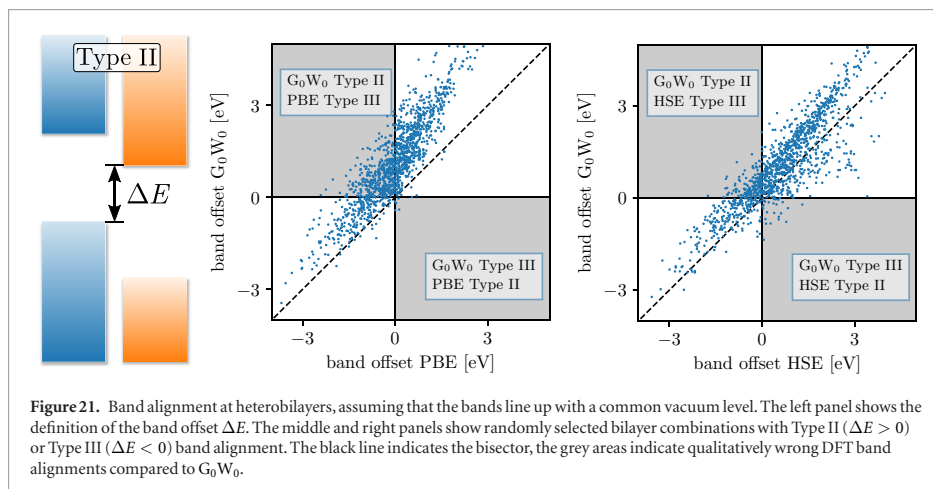 Type II
ΔE
G₀W₀ Type II
PBE Type III
G₀W₀ Type III
PBE Type II
band offset G₀W₀ [eV]
3
0
−3
−3
0
3
band offset PBE [eV]
G₀W₀ Type II
HSE Type III
G₀W₀ Type III
HSE Type II
band offset G₀W₀ [eV]
3
0
−3
−3
0
3
band offset HSE [eV]
Figure 21. Band alignment at heterobilayers, assuming that the bands line up with a common vacuum level. The left panel shows the
definition of the band offset ΔE. The middle and right panels show randomly selected bilayer combinations with Type II (ΔE > 0)
or Type III (ΔE < 0) band alignment. The black line indicates the bisector, the grey areas indicate qualitatively wrong DFT band
alignments compared to G₀W₀.